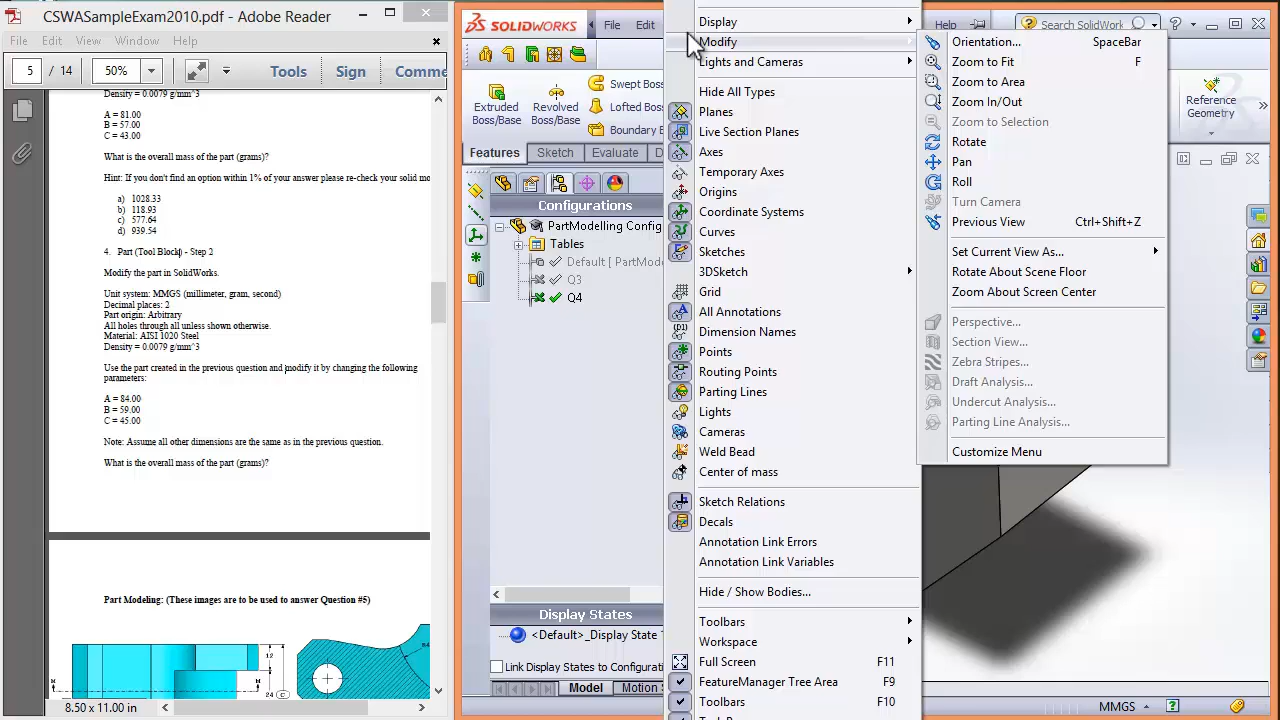 CSWASampleExam2010.pdf - Adobe Reader
File Edit View Window Help
5 / 14 50% Tools Sign Comme
Density = 0.0079 g/mm^3
A = 81.00
B = 57.00
C = 43.00
What is the overall mass of the part (grams)?
Hint: If you don't find an option within 1% of your answer please re-check your solid mo
a) 1028.33
b) 118.93
c) 577.64
d) 939.54
4. Part (Tool Block) - Step 2
Modify the part in SolidWorks.
Unit system: MMGS (millimeter, gram, second)
Decimal places: 2
Part origin: Arbitrary
All holes through all unless shown otherwise.
Material: AISI 1020 Steel
Density = 0.0079 g/mm^3
Use the part created in the previous question and modify it by changing the following
parameters:
A = 84.00
B = 59.00
C = 45.00
Note: Assume all other dimensions are the same as in the previous question.
What is the overall mass of the part (grams)?
Part Modeling: (These images are to be used to answer Question #5)
12
24 C
8.50 x 11.00 in
SOLIDWORKS File Edit
Extruded Boss/Base
Revolved Boss/Base
Swept Bos
Lofted Bos
Boundary
Features Sketch Evaluate D
Configurations
PartModelling Config
Tables
Default [ PartMode
Q3
Q4
Display States
<Default>_Display State
Link Display States to Configurati
Model Motion
Display
Modify
Lights and Cameras
Hide All Types
Planes
Live Section Planes
Axes
Temporary Axes
Origins
Coordinate Systems
Curves
Sketches
3DSketch
Grid
All Annotations
Dimension Names
Points
Routing Points
Parting Lines
Lights
Cameras
Weld Bead
Center of mass
Sketch Relations
Decals
Annotation Link Errors
Annotation Link Variables
Hide / Show Bodies...
Toolbars
Workspace
Full Screen F11
FeatureManager Tree Area F9
Toolbars F10
Help ? Search SolidWork ?
Orientation... SpaceBar
Zoom to Fit F
Zoom to Area
Zoom In/Out
Zoom to Selection
Rotate
Pan
Roll
Turn Camera
Previous View Ctrl+Shift+Z
Set Current View As...
Rotate About Scene Floor
Zoom About Screen Center
Perspective...
Section View...
Zebra Stripes...
Draft Analysis...
Undercut Analysis...
Parting Line Analysis...
Customize Menu
Reference
Geometry
MMGS ?